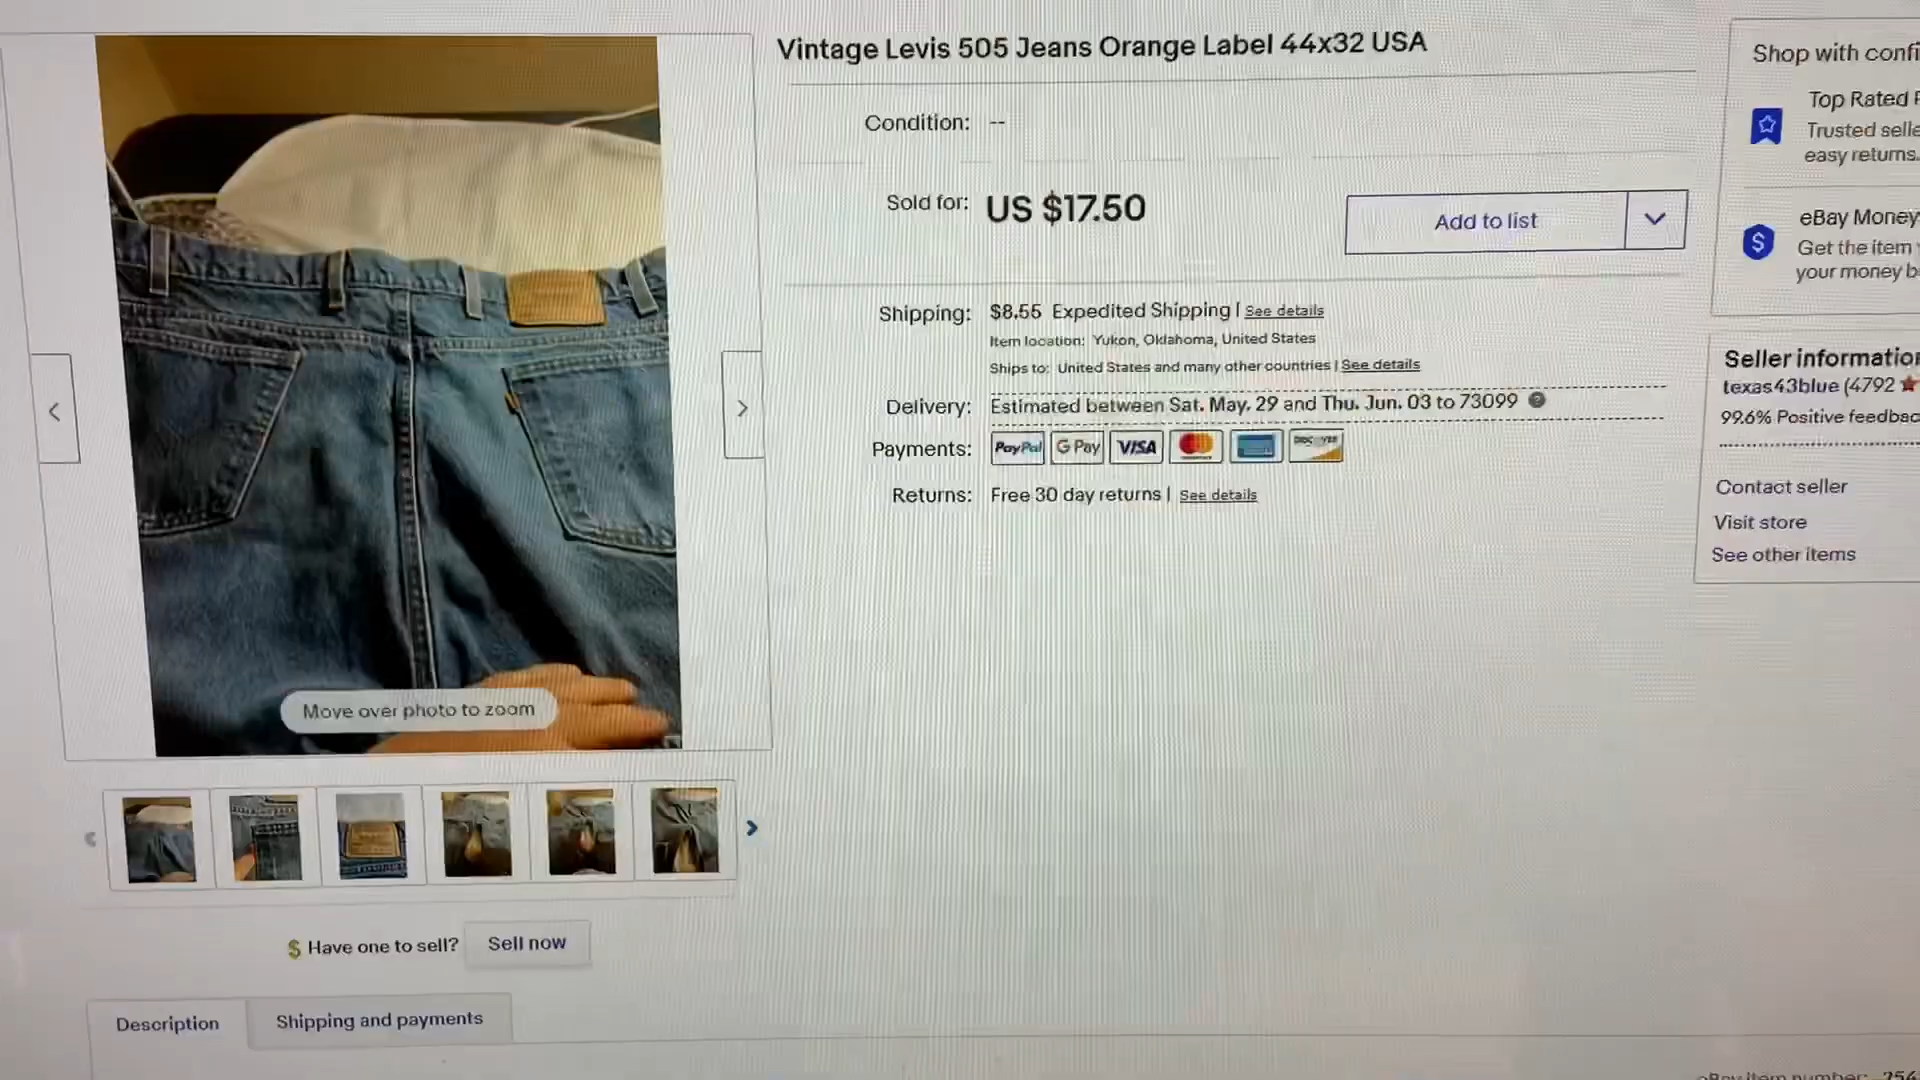 Vintage Levis 505 Jeans Orange Label 44x32 USA
Condition: --
Sold for: US $17.50
Add to list
Shipping: $8.55 Expedited Shipping | See details
Item location: Yukon, Oklahoma, United States
Ships to: United States and many other countries | See details
Delivery: Estimated between Sat. May. 29 and Thu. Jun. 03 to 73099
Payments: PayPal G Pay VISA DISCOVER
Returns: Free 30 day returns | See details
Shop with confi
Top Rated
Trusted selle
easy returns.
$
eBay Money
Get the item
your money b
Seller informatio
texas43blue (4792
99.6% Positive feedbac
Contact seller
Visit store
See other items
Move over photo to zoom
$ Have one to sell? Sell now
Description
Shipping and payments
eBay item number: 254